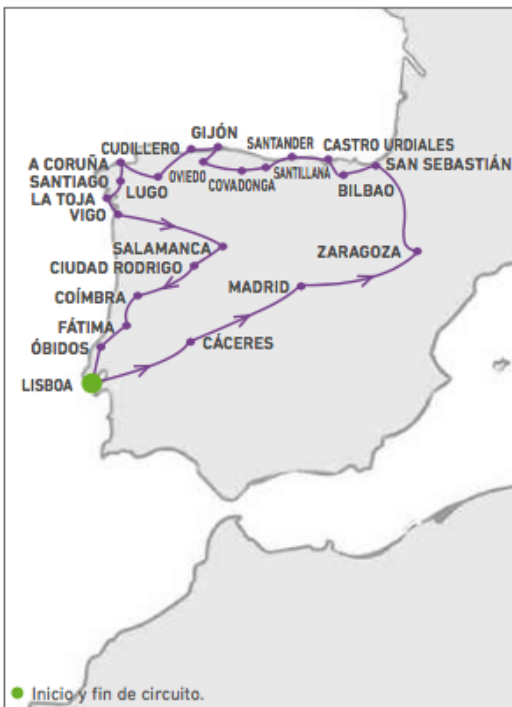 GIJÓN
CUDILLERO
SANTANDER
CASTRO URDIALES
A CORUÑA
OVIEDO
COVADONGA
SANTILLANA
SAN SEBASTIÁN
SANTIAGO
LUGO
BILBAO
LA TOJA
VIGO
SALAMANCA
ZARAGOZA
CIUDAD RODRIGO
MADRID
COÍMBRA
FÁTIMA
CÁCERES
ÓBIDOS
LISBOA
Inicio y fin de circuito.